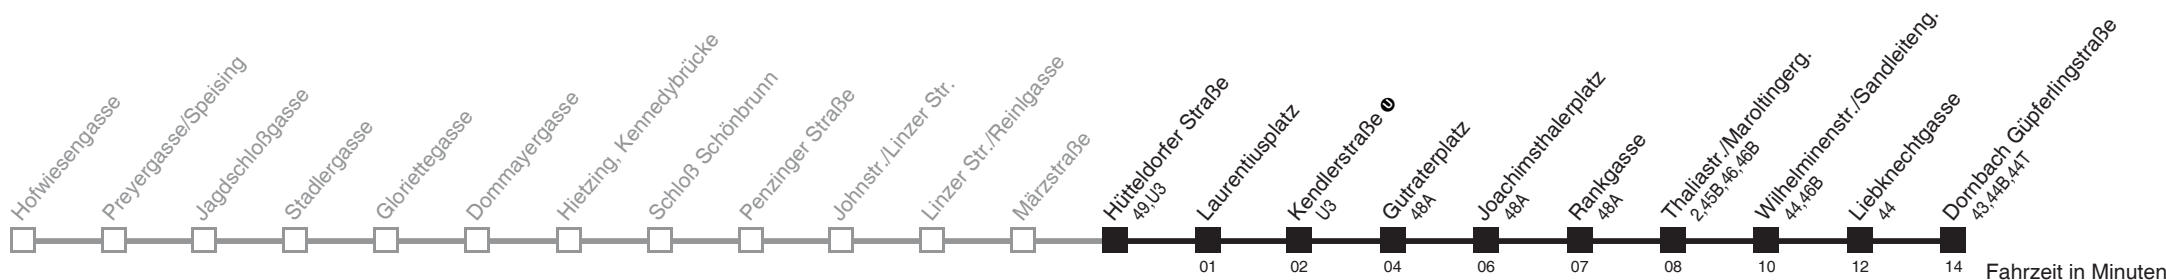 Hofwiesengasse
Preyergasse/Speising
Jagdschloßgasse
Stadlergasse
Gloriettegasse
Dommayergasse
Hietzing, Kennedybrücke
Schloß Schönbrunn
Penzinger Straße
Johnstr./Linzer Str.
Linzer Str./Reinlgasse
Märzstraße
Hütteldorfer Straße
49,U3
Laurentiusplatz
Kendlerstraße U
U3
Gutraterplatz
48A
Joachimsthalerplatz
48A
Rankgasse
48A
Thaliastr./Maroltingerg.
2,45B,46,46B
Wilhelminenstr./Sandleiteng.
44,46B
Liebknechtgasse
44
Dornbach Güpferlingstraße
43,44B,44T
01 02 04 06 07 08 10 12 14 Fahrzeit in Minuten